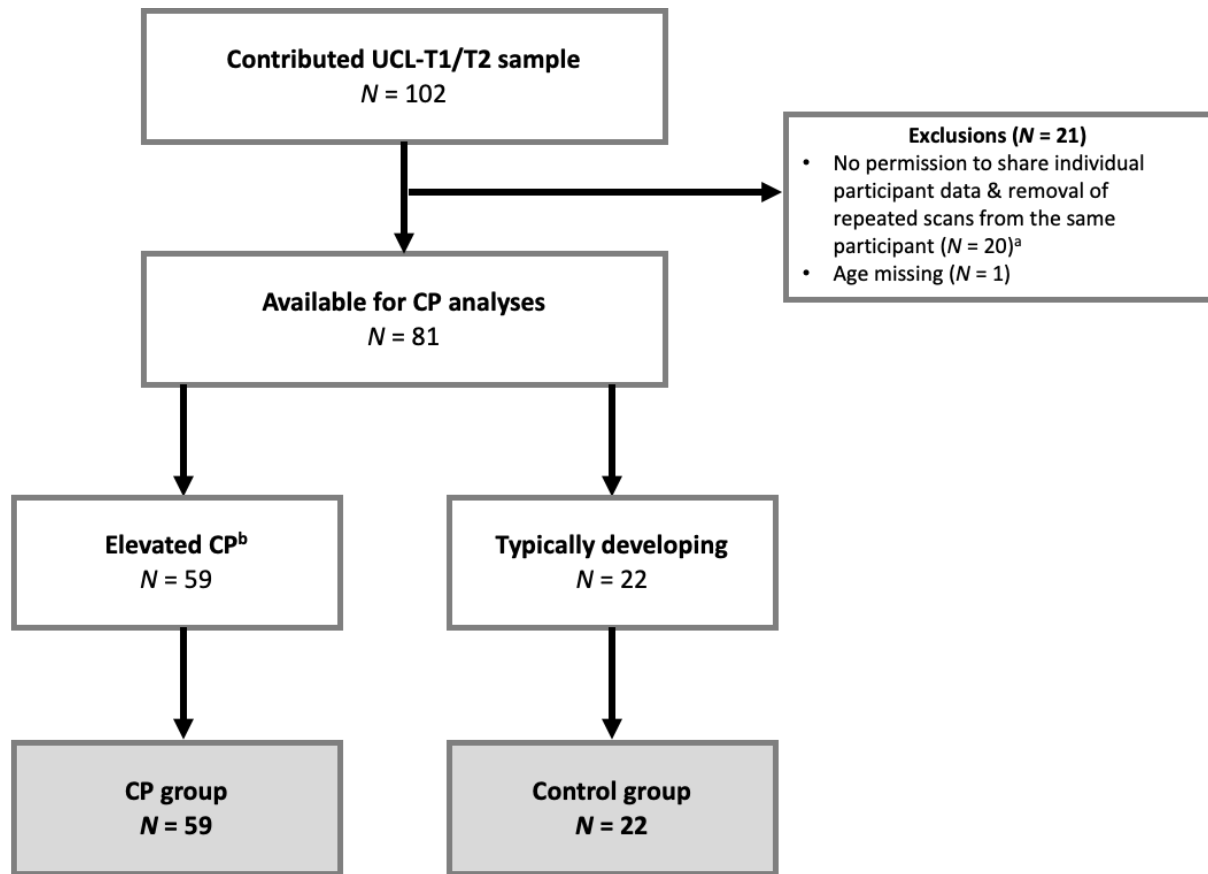 Contributed UCL-T1/T2 sample
N = 102
Exclusions (N = 21)
• No permission to share individual
participant data & removal of
repeated scans from the same
participant (N = 20)ᵃ
• Age missing (N = 1)
Available for CP analyses
N = 81
Elevated CPᵇ
N = 59
Typically developing
N = 22
CP group
N = 59
Control group
N = 22